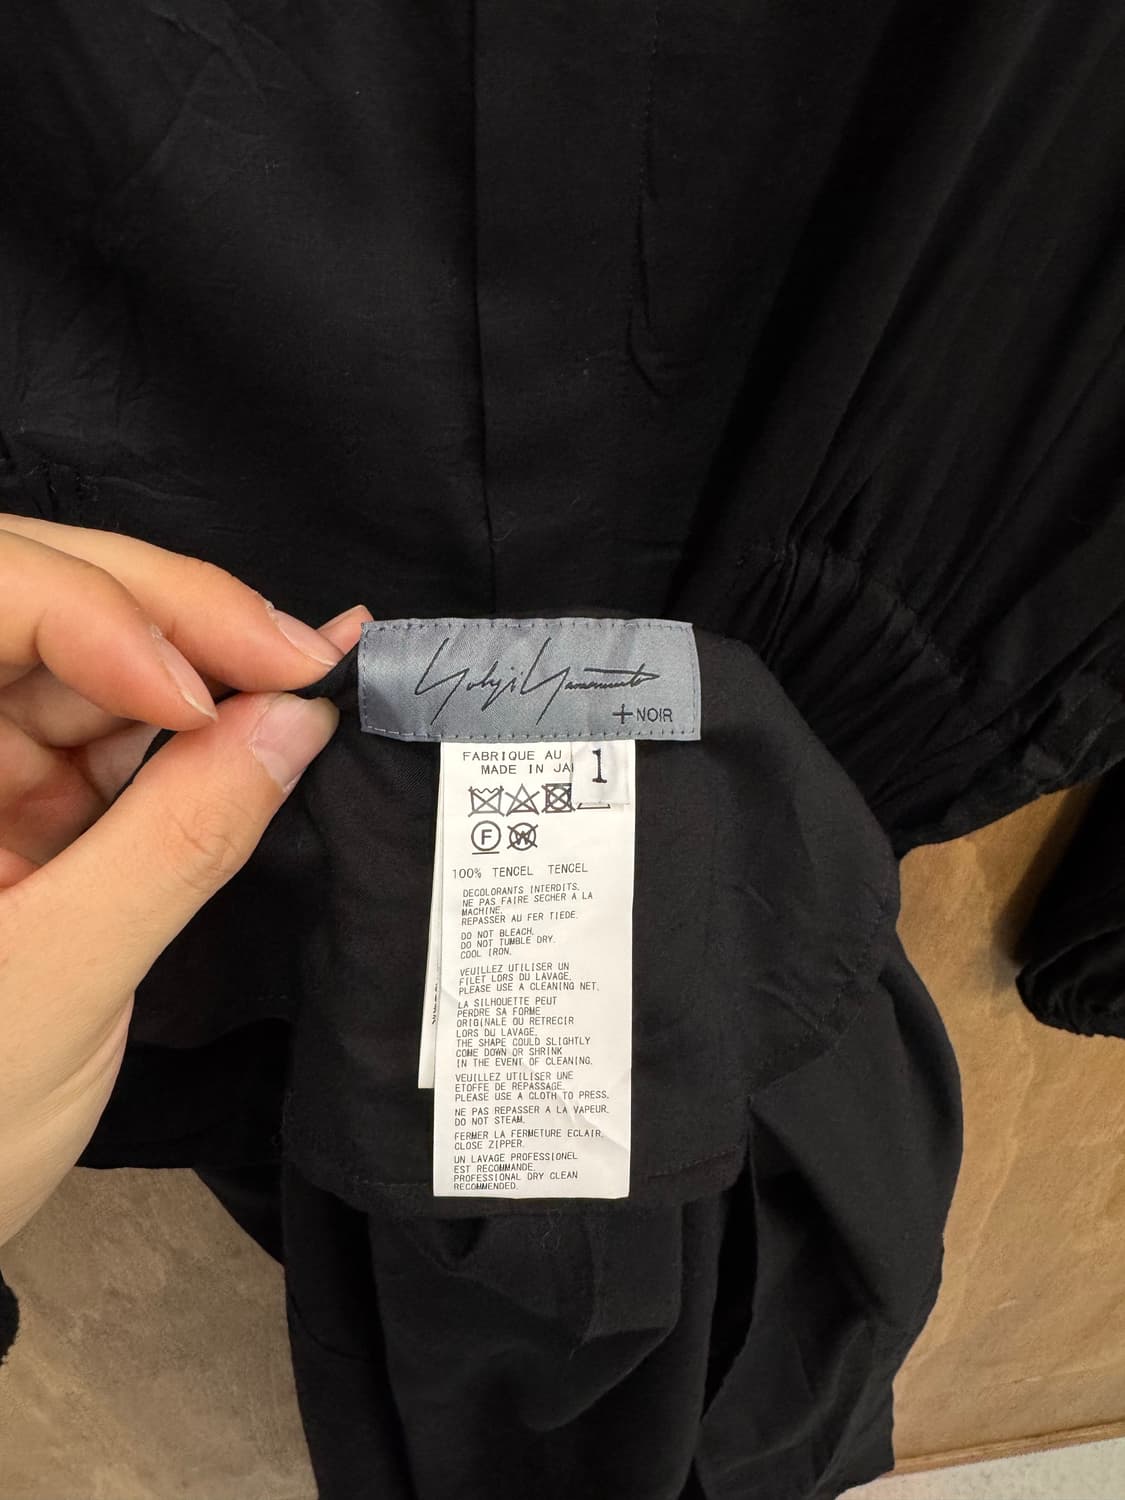 Yohji Yamamoto
+NOIR
FABRIQUE AU
MADE IN JA
1
F
W
100% TENCEL TENCEL
DECOLORANTS INTERDITS.
NE PAS FAIRE SECHER A LA
MACHINE.
REPASSER AU FER TIEDE.
DO NOT BLEACH.
DO NOT TUMBLE DRY.
COOL IRON.
VEUILLEZ UTILISER UN
FILET LORS DU LAVAGE.
PLEASE USE A CLEANING NET.
LA SILHOUETTE PEUT
PERDRE SA FORME
ORIGINALE OU RETRECIR
LORS DU LAVAGE.
THE SHAPE COULD SLIGHTLY
COME DOWN OR SHRINK
IN THE EVENT OF CLEANING.
VEUILLEZ UTILISER UNE
ETOFFE DE REPASSAGE.
PLEASE USE A CLOTH TO PRESS.
NE PAS REPASSER A LA VAPEUR.
DO NOT STEAM.
FERMER LA FERMETURE ECLAIR.
CLOSE ZIPPER.
UN LAVAGE PROFESSIONEL
EST RECOMMANDE.
PROFESSIONAL DRY CLEAN
RECOMMENDED.